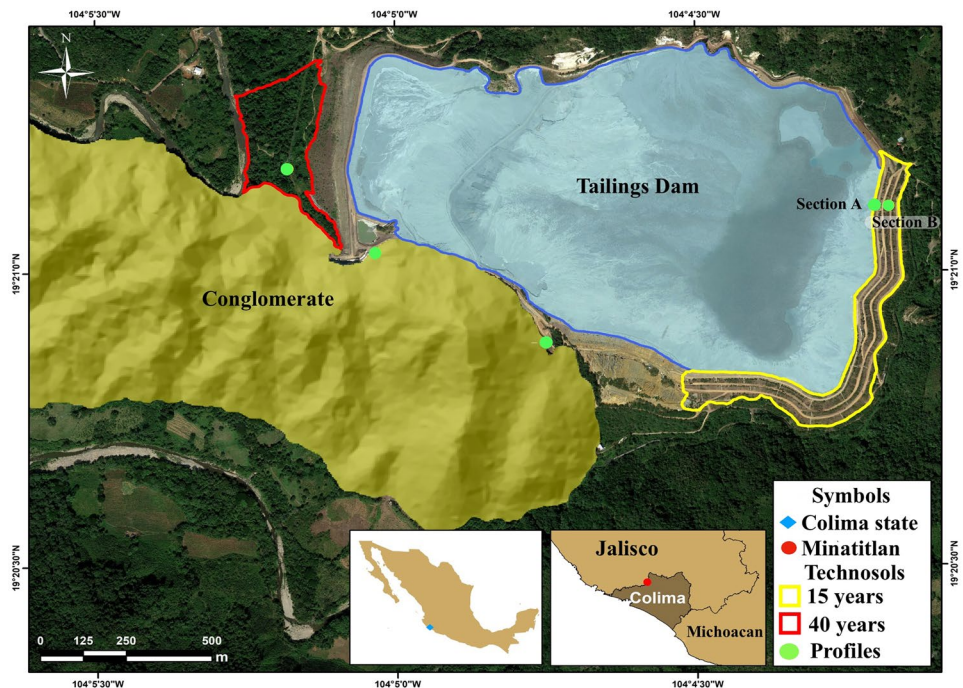 104°5'30"W
104°5'0"W
104°4'30"W
N
Tailings Dam
Section A
Section B
19°21'0"N
19°21'0"N
Conglomerate
Symbols
Colima state
Minatitlan
Technosols
15 years
40 years
Profiles
Jalisco
Colima
Michoacan
19°20'30"N
19°20'30"N
0 125 250 500
m
104°5'30"W
104°5'0"W
104°4'30"W